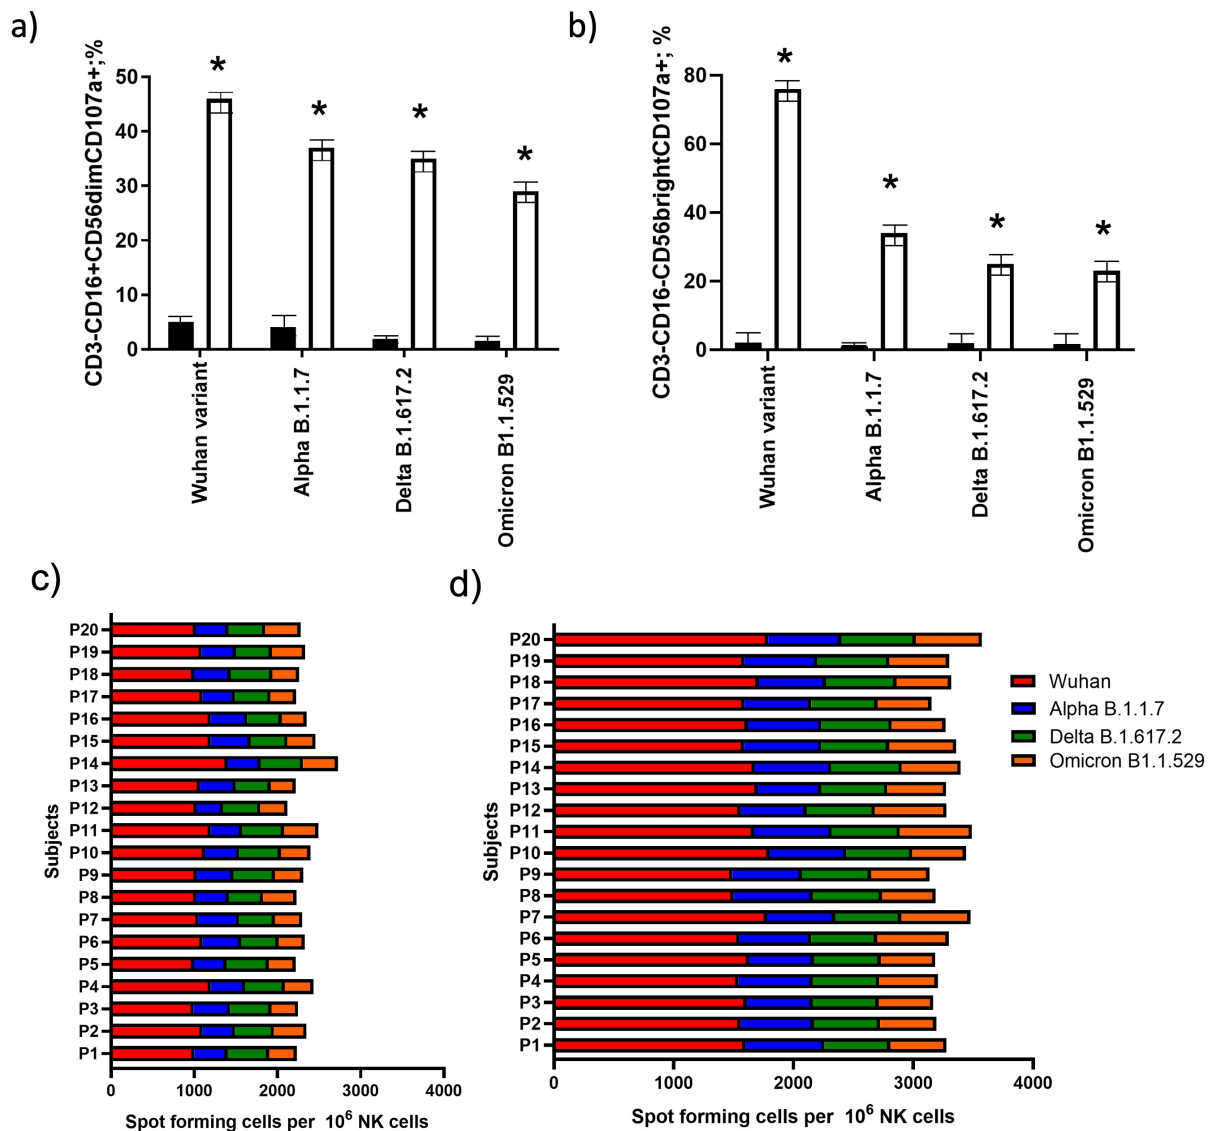 a)
CD3-CD16+CD56dimCD107a+;%
50
40
30
20
10
0
*
*
*
*
Wuhan variant
Alpha B.1.1.7
Delta B.1.617.2
Omicron B1.1.529
b)
CD3-CD16-CD56brightCD107a+; %
80
60
40
20
0
*
*
*
*
Wuhan variant
Alpha B.1.1.7
Delta B.1.617.2
Omicron B1.1.529
c)
Subjects
P20
P19
P18
P17
P16
P15
P14
P13
P12
P11
P10
P9
P8
P7
P6
P5
P4
P3
P2
P1
0 1000 2000 3000 4000
Spot forming cells per 10⁶ NK cells
d)
Subjects
P20
P19
P18
P17
P16
P15
P14
P13
P12
P11
P10
P9
P8
P7
P6
P5
P4
P3
P2
P1
0 1000 2000 3000 4000
Spot forming cells per 10⁶ NK cells
Wuhan
Alpha B.1.1.7
Delta B.1.617.2
Omicron B1.1.529